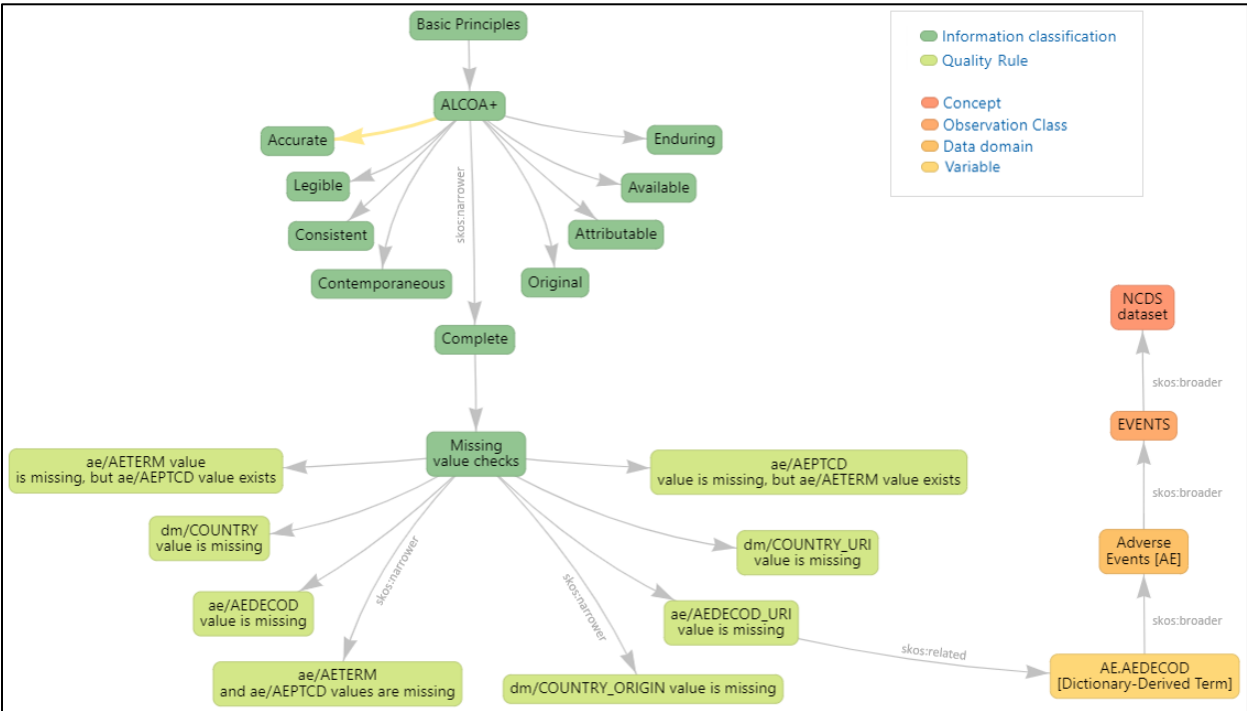 Basic Principles
Information classification
Quality Rule
Concept
Observation Class
Data domain
Variable
ALCOA+
Accurate
Enduring
Legible
Available
skos:narrower
Consistent
Attributable
Contemporaneous
Original
Complete
NCDS
dataset
skos:broader
EVENTS
Missing
value checks
ae/AETERM value
is missing, but ae/AEPTCD value exists
ae/AEPTCD
value is missing, but ae/AETERM value exists
skos:broader
dm/COUNTRY
value is missing
dm/COUNTRY_URI
value is missing
Adverse
Events [AE]
skos:narrower
skos:narrower
ae/AEDECOD
value is missing
ae/AEDECOD_URI
value is missing
skos:broader
skos:related
ae/AETERM
and ae/AEPTCD values are missing
dm/COUNTRY_ORIGIN value is missing
AE.AEDECOD
[Dictionary-Derived Term]